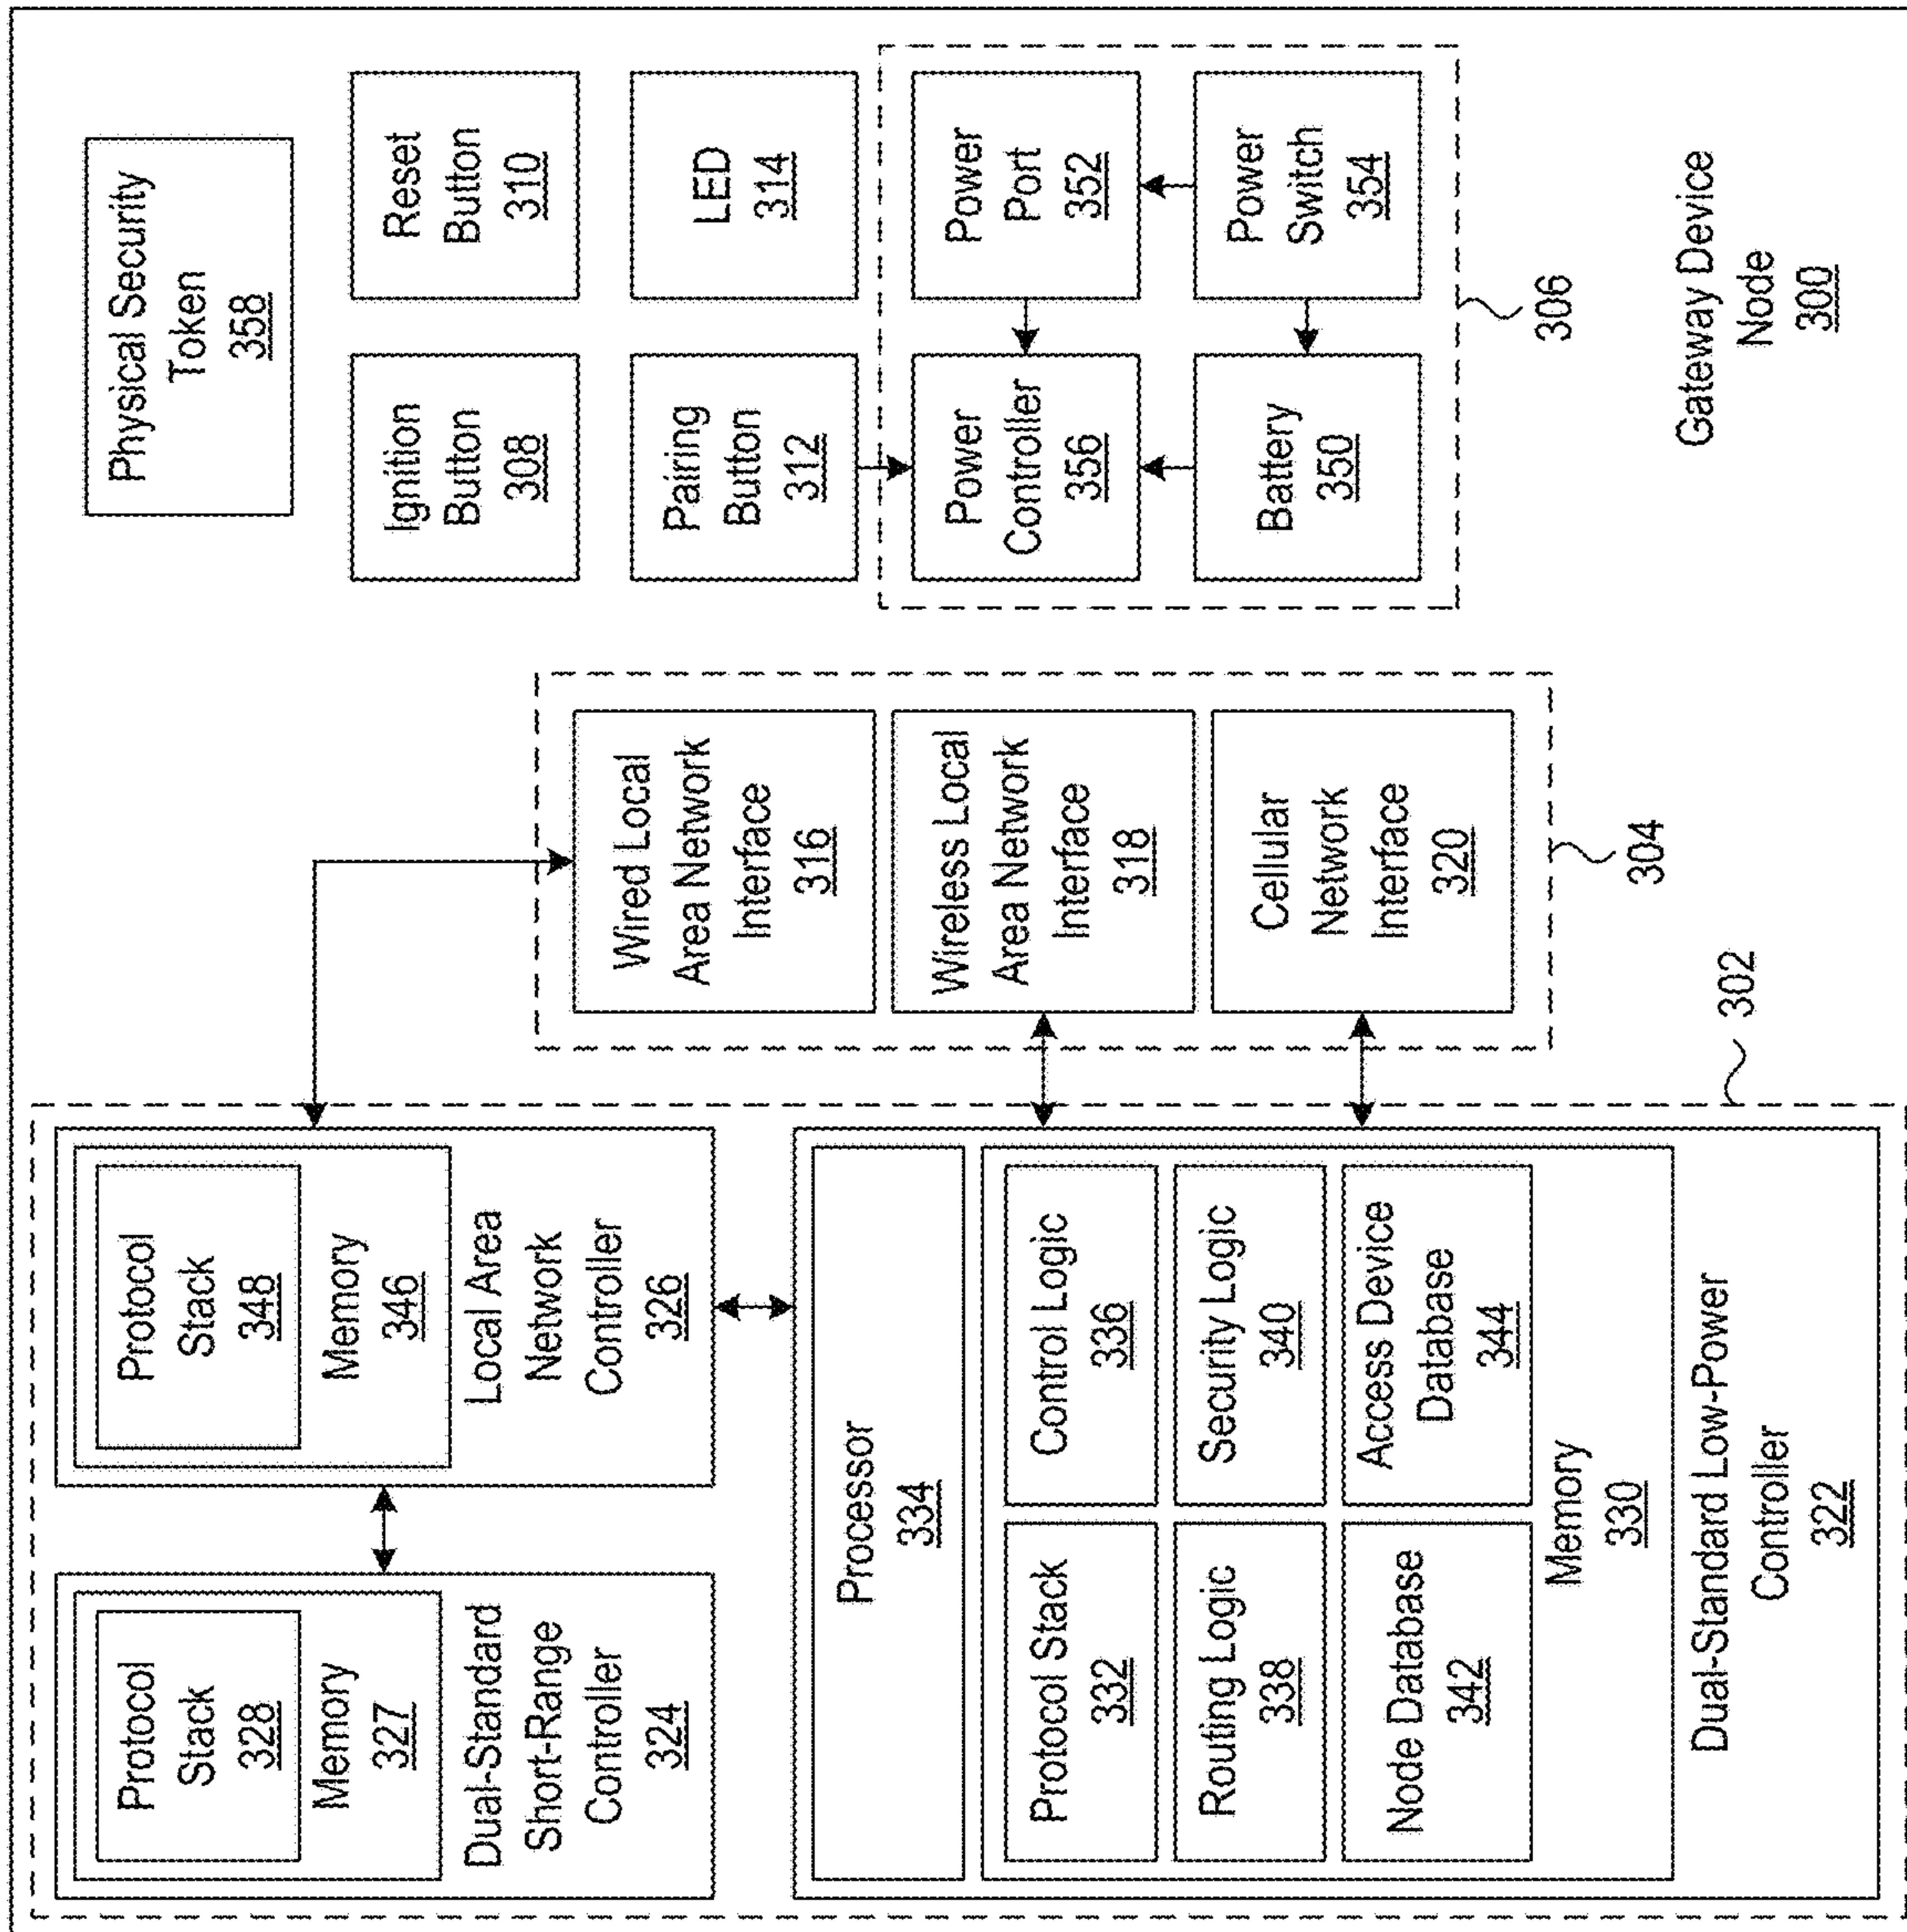 Protocol
Stack
328
Memory
327
Dual-Standard
Short-Range
Controller
324
Protocol
Stack
348
Memory
346
Local Area
Network
Controller
326
Processor
334
Protocol Stack
332
Control Logic
336
Routing Logic
338
Security Logic
340
Node Database
342
Access Device
Database
344
Memory
330
Dual-Standard Low-Power
Controller
322
302
Wired Local
Area Network
Interface
316
Wireless Local
Area Network
Interface
318
Cellular
Network
Interface
320
304
Physical Security
Token
358
Ignition
Button
308
Reset
Button
310
Pairing
Button
312
LED
314
Power
Controller
356
Power
Port
352
Battery
350
Power
Switch
354
306
Gateway Device
Node
300